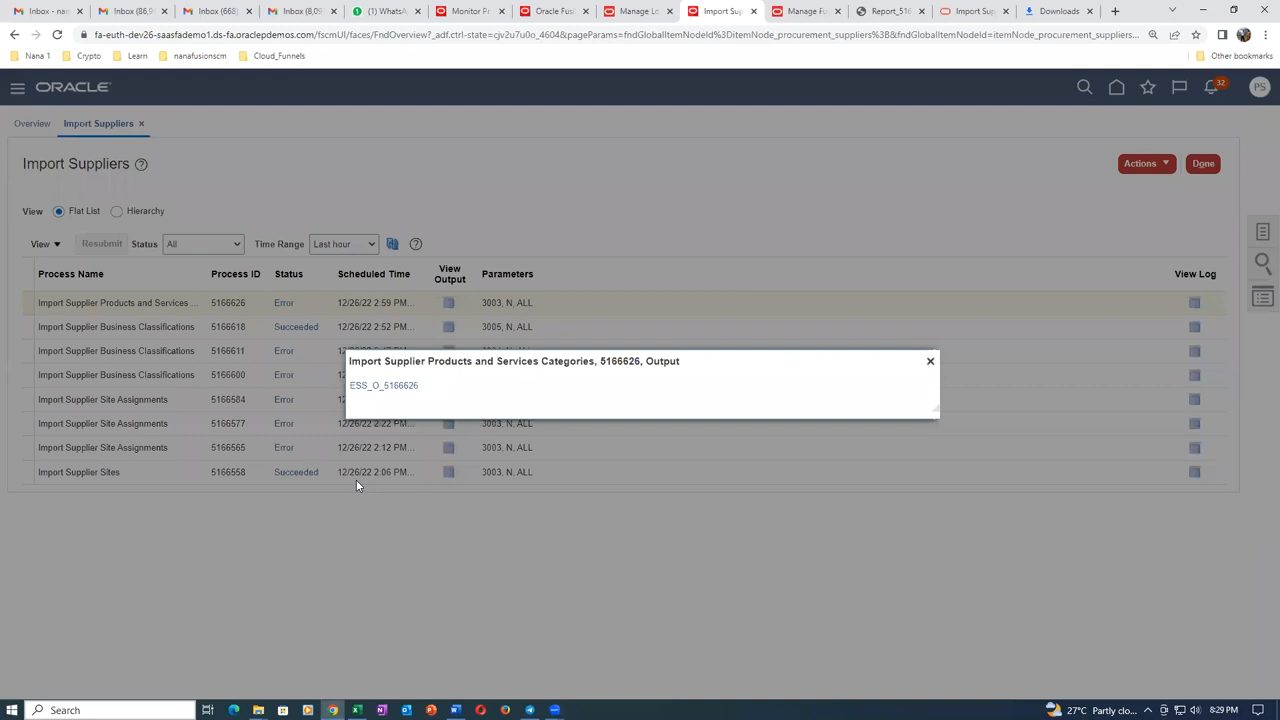 Inbox - nan
Inbox (86,9
Inbox (668)
Inbox (8,09
(1) WhatsA
Monitor Pr
Oracle Fusi
Manage Lo
Import Sup
Manage Fu
Report_516
Import Sup
Downloads
fa-euth-dev26-saasfademo1.ds-fa.oraclepdemos.com/fscmUI/faces/FndOverview?_adf.ctrl-state=cjv2u7u0o_4604&pageParams=fndGlobalItemNodeId%3DitemNode_procurement_suppliers%3B&fndGlobalItemNodeId=itemNode_procurement_suppliers...
Nana 1
Crypto
Learn
nanafusionscm
Cloud_Funnels
Other bookmarks
ORACLE
32
PS
Overview
Import Suppliers
Import Suppliers
Actions
Done
View
Flat List
Hierarchy
View
Resubmit
Status
All
Time Range
Last hour
Process Name Process ID Status Scheduled Time View Output Parameters View Log
Import Supplier Products and Services ... 5166626 Error 12/26/22 2:59 PM... 3003, N, ALL
Import Supplier Business Classifications 5166618 Succeeded 12/26/22 2:52 PM... 3005, N, ALL
Import Supplier Business Classifications 5166611 Error
Import Supplier Products and Services Categories, 5166626, Output
Import Supplier Business Classifications 5166600 Error
ESS_O_5166626
Import Supplier Site Assignments 5166584 Error
Import Supplier Site Assignments 5166577 Error 12/26/22 2:22 PM... 3003, N, ALL
Import Supplier Site Assignments 5166565 Error 12/26/22 2:12 PM... 3003, N, ALL
Import Supplier Sites 5166558 Succeeded 12/26/22 2:06 PM... 3003, N, ALL
Search
27°C Partly clo...
8:29 PM